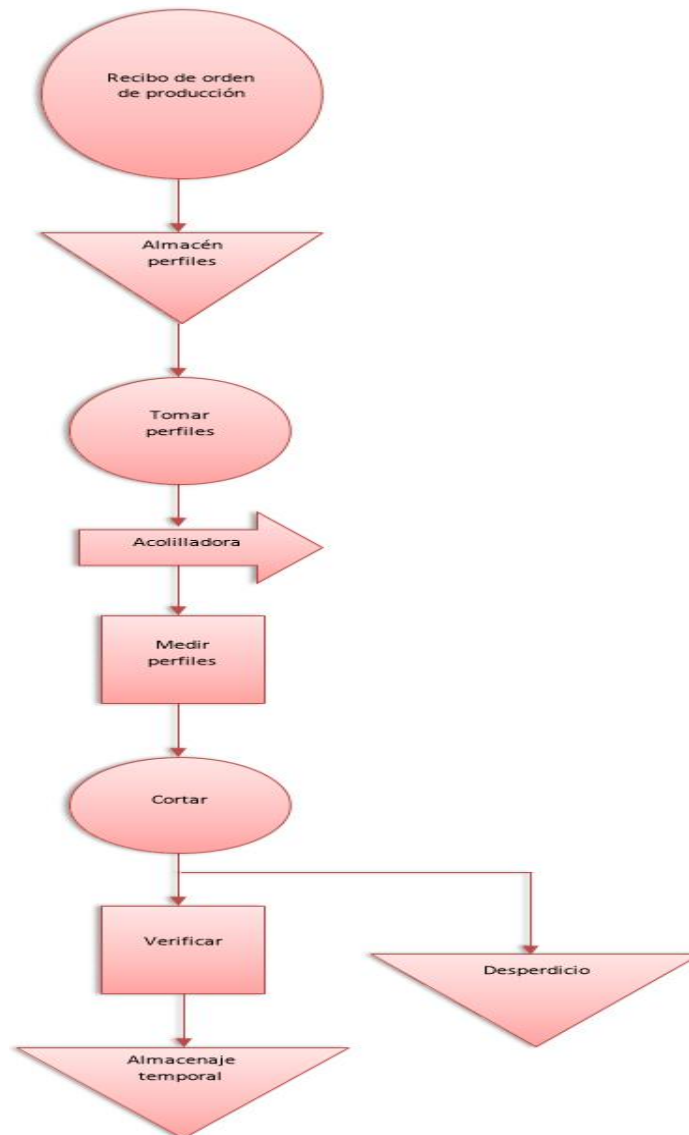 Recibo de orden
de producción
Almacén
perfiles
Tomar
perfiles
Acolilladora
Medir
perfiles
Cortar
Verificar
Desperdicio
Almacenaje
temporal